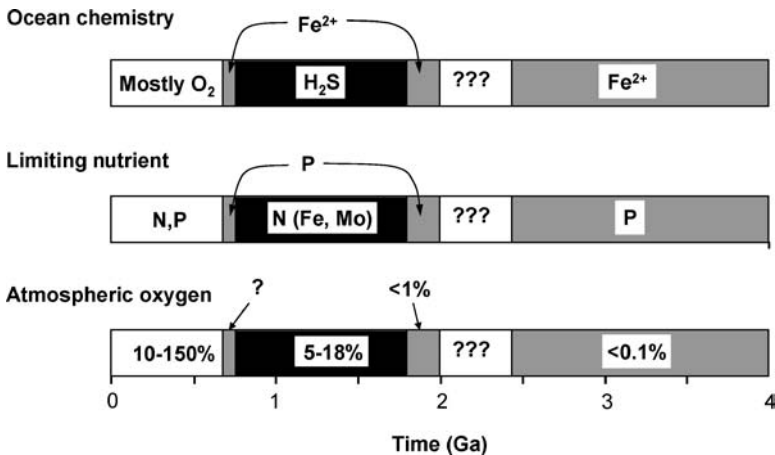 Ocean chemistry
Fe²⁺
Mostly O₂ H₂S ??? Fe²⁺
Limiting nutrient
P
N,P N (Fe, Mo) ??? P
Atmospheric oxygen ? <1%
10-150% 5-18% ??? <0.1%
0 1 2 3 4
Time (Ga)